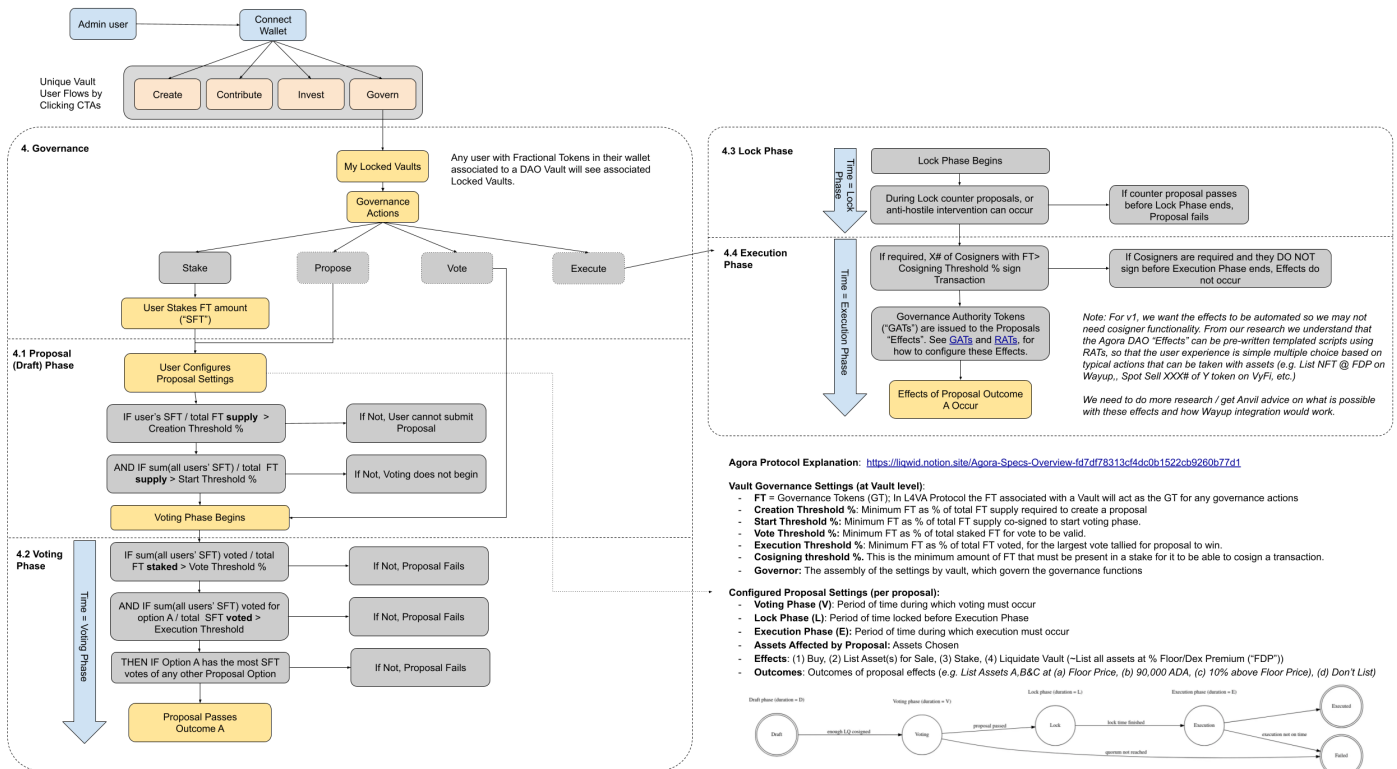 Admin user
Connect
Wallet
Unique Vault
User Flows by
Clicking CTAs
Create
Contribute
Invest
Govern
4. Governance
My Locked Vaults
Any user with Fractional Tokens in their wallet
associated to a DAO Vault will see associated
Locked Vaults.
Governance
Actions
Stake
Propose
Vote
Execute
User Stakes FT amount
(“SFT”)
4.1 Proposal
(Draft) Phase
User Configures
Proposal Settings
IF user's SFT / total FT supply >
Creation Threshold %
If Not, User cannot submit
Proposal
AND IF sum(all users’ SFT) / total FT
supply > Start Threshold %
If Not, Voting does not begin
Voting Phase Begins
4.2 Voting
Phase
Time = Voting Phase
IF sum(all users’ SFT) voted / total
FT staked > Vote Threshold %
If Not, Proposal Fails
AND IF sum(all users’ SFT) voted for
option A / total SFT voted >
Execution Threshold
If Not, Proposal Fails
THEN IF Option A has the most SFT
votes of any other Proposal Option
If Not, Proposal Fails
Proposal Passes
Outcome A
4.3 Lock Phase
Time = Lock
Phase
Lock Phase Begins
During Lock counter proposals, or
anti-hostile intervention can occur
If counter proposal passes
before Lock Phase ends,
Proposal fails
4.4 Execution
Phase
Time = Execution Phase
If required, X# of Cosigners with FT>
Cosigning Threshold % sign
Transaction
If Cosigners are required and they DO NOT
sign before Execution Phase ends, Effects do
not occur
Governance Authority Tokens
(“GATs”) are issued to the Proposals
“Effects”. See GATs and RATs, for
how to configure these Effects.
Effects of Proposal Outcome
A Occur
Note: For v1, we want the effects to be automated so we may not
need cosigner functionality. From our research we understand that
the Agora DAO “Effects” can be pre-written templated scripts using
RATs, so that the user experience is simple multiple choice based on
typical actions that can be taken with assets (e.g. List NFT @ FDP on
Wayup,, Spot Sell XXX# of Y token on VyFi, etc.)
We need to do more research / get Anvil advice on what is possible
with these effects and how Wayup integration would work.
Agora Protocol Explanation: https://liqwid.notion.site/Agora-Specs-Overview-fd7df78313cf4dc0b1522cb9260b77d1
Vault Governance Settings (at Vault level):
- FT = Governance Tokens (GT); In L4VA Protocol the FT associated with a Vault will act as the GT for any governance actions
- Creation Threshold %: Minimum FT as % of total FT supply required to create a proposal
- Start Threshold %: Minimum FT as % of total FT supply co-signed to start voting phase.
- Vote Threshold %: Minimum FT as % of total staked FT for vote to be valid.
- Execution Threshold %: Minimum FT as % of total FT voted, for the largest vote tallied for proposal to win.
- Cosigning threshold %. This is the minimum amount of FT that must be present in a stake for it to be able to cosign a transaction.
- Governor: The assembly of the settings by vault, which govern the governance functions
Configured Proposal Settings (per proposal):
- Voting Phase (V): Period of time during which voting must occur
- Lock Phase (L): Period of time locked before Execution Phase
- Execution Phase (E): Period of time during which execution must occur
- Assets Affected by Proposal: Assets Chosen
- Effects: (1) Buy, (2) List Asset(s) for Sale, (3) Stake, (4) Liquidate Vault (~List all assets at % Floor/Dex Premium (“FDP”))
- Outcomes: Outcomes of proposal effects (e.g. List Assets A,B&C at (a) Floor Price, (b) 90,000 ADA, (c) 10% above Floor Price), (d) Don't List)
Draft phase (duration = D)
Voting phase (duration = V)
Lock phase (duration = L)
Execution phase (duration = E)
Draft
enough LQ cosigned
Voting
proposal passed
Lock
lock time finished
Execution
Executed
execution not on time
quorum not reached
Failed